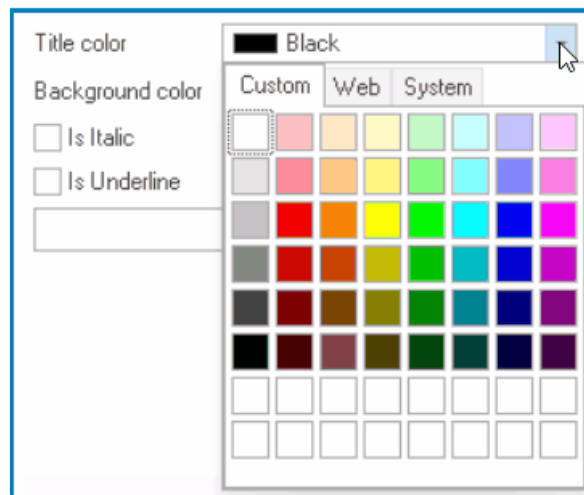 Title color
Black
Custom Web System
Background color
Is Italic
Is Underline